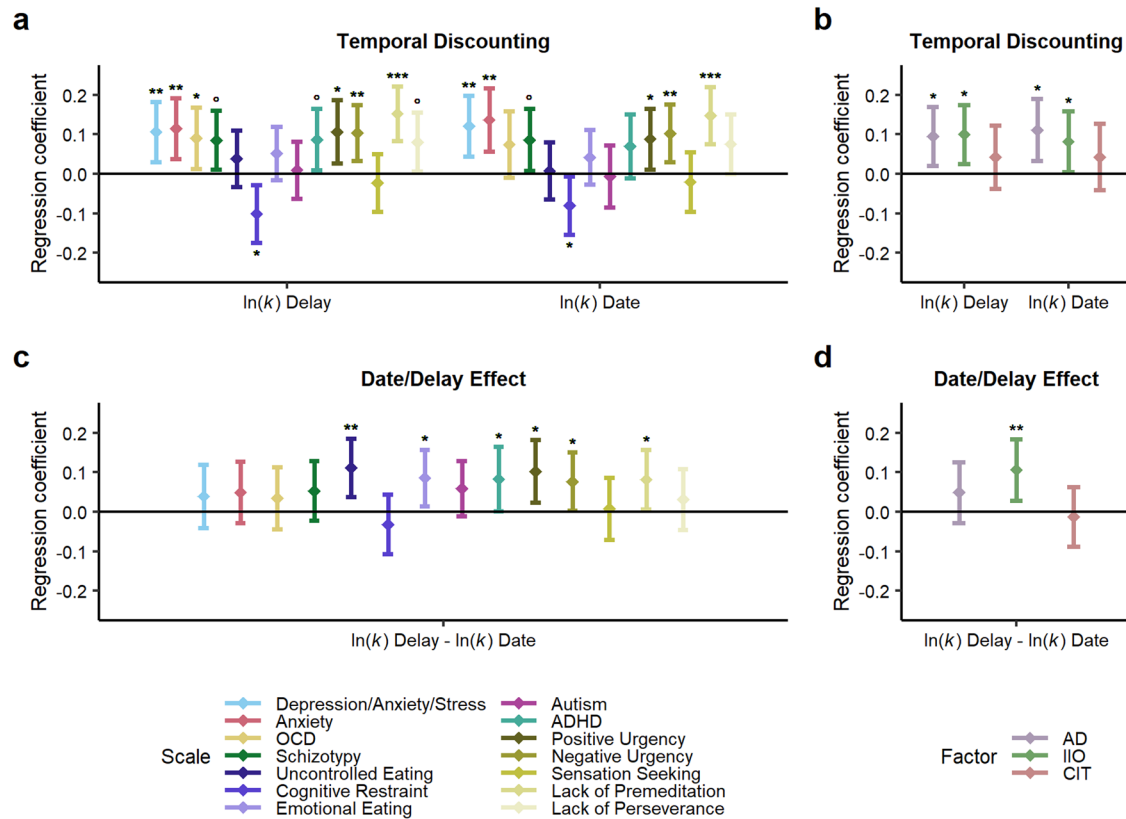 a
Temporal Discounting
** ** * ° * ° * ** *** ° ** ** ° * * ** ***
0.2
0.1
0.0
-0.1
-0.2
Regression coefficient
ln(k) Delay
ln(k) Date
b
Temporal Discounting
* * * *
0.2
0.1
0.0
-0.1
-0.2
Regression coefficient
ln(k) Delay
ln(k) Date
c
Date/Delay Effect
** * * * * *
0.2
0.1
0.0
-0.1
-0.2
Regression coefficient
ln(k) Delay - ln(k) Date
d
Date/Delay Effect
**
0.2
0.1
0.0
-0.1
-0.2
Regression coefficient
ln(k) Delay - ln(k) Date
Scale
Depression/Anxiety/Stress
Anxiety
OCD
Schizotypy
Uncontrolled Eating
Cognitive Restraint
Emotional Eating
Autism
ADHD
Positive Urgency
Negative Urgency
Sensation Seeking
Lack of Premeditation
Lack of Perseverance
Factor
AD
IIO
CIT